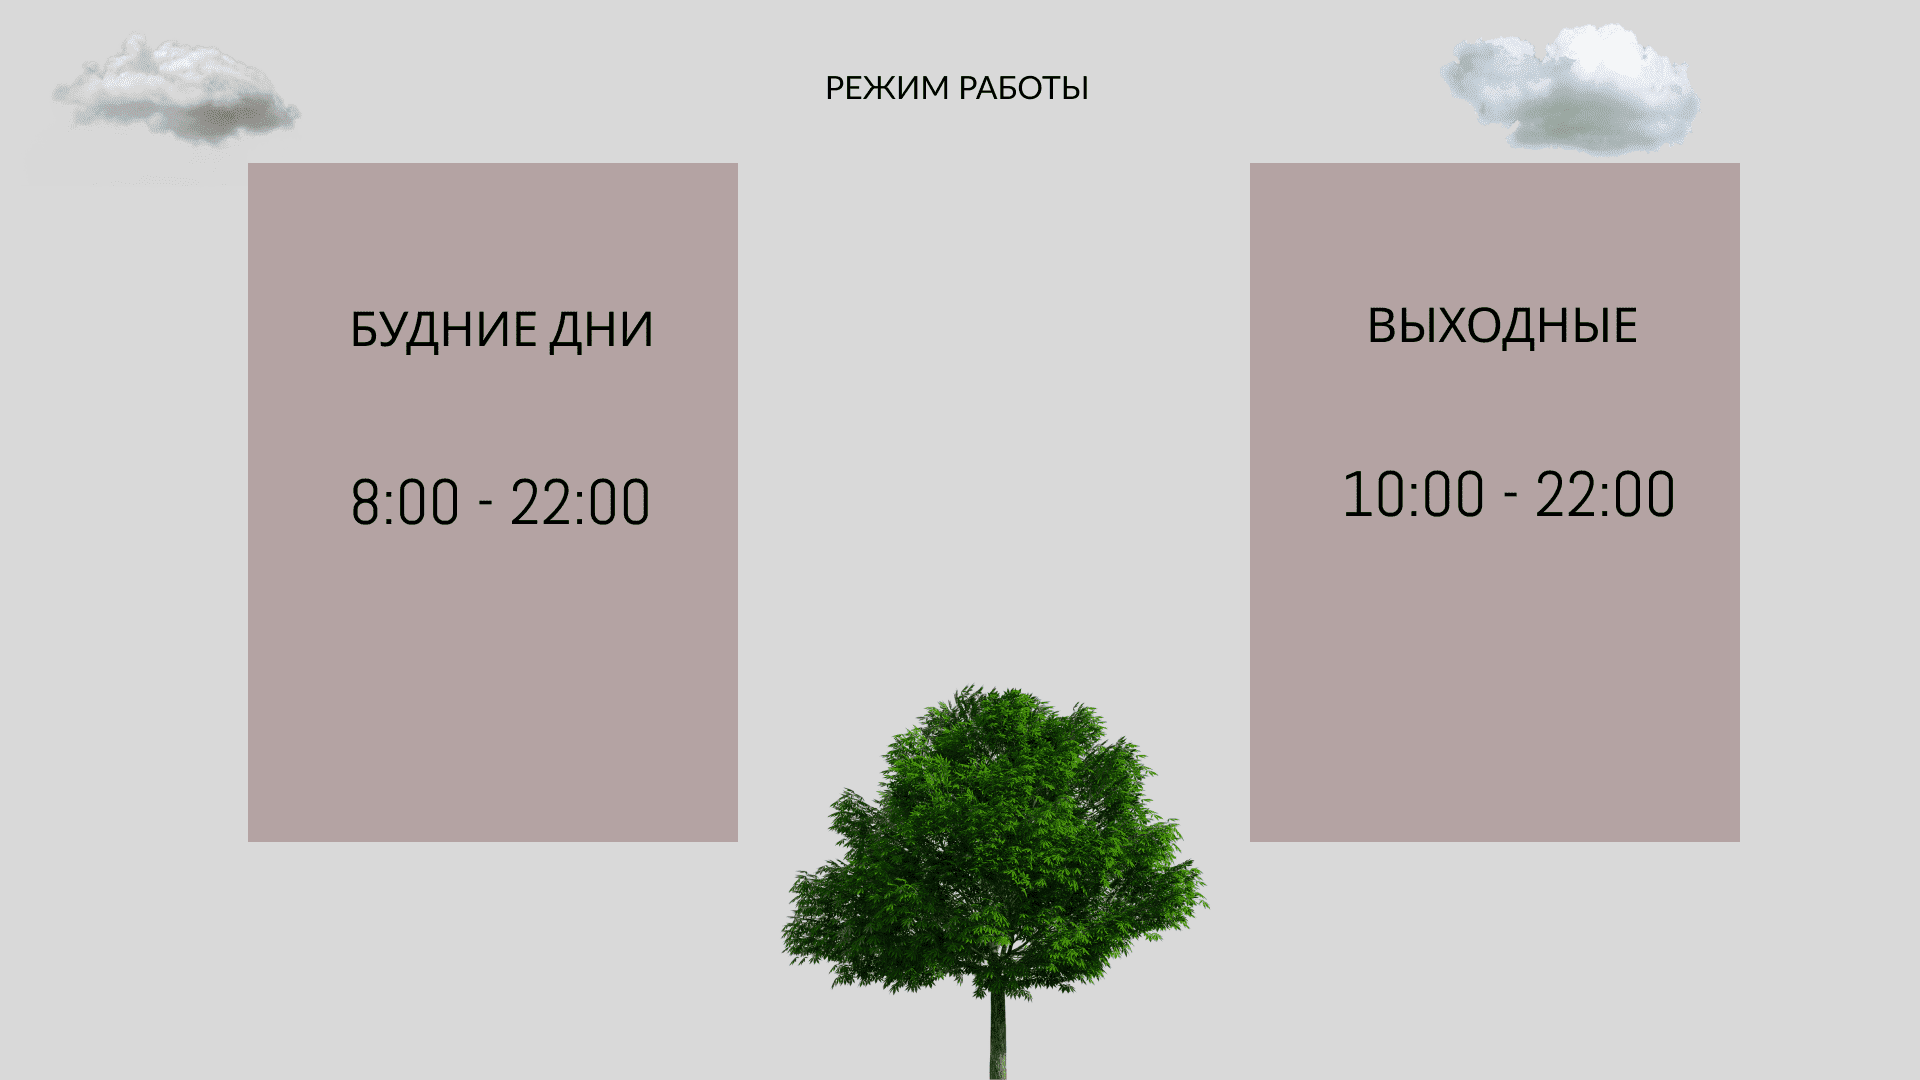 РЕЖИМ РАБОТЫ
БУДНИЕ ДНИ
8:00 - 22:00
ВЫХОДНЫЕ
10:00 - 22:00